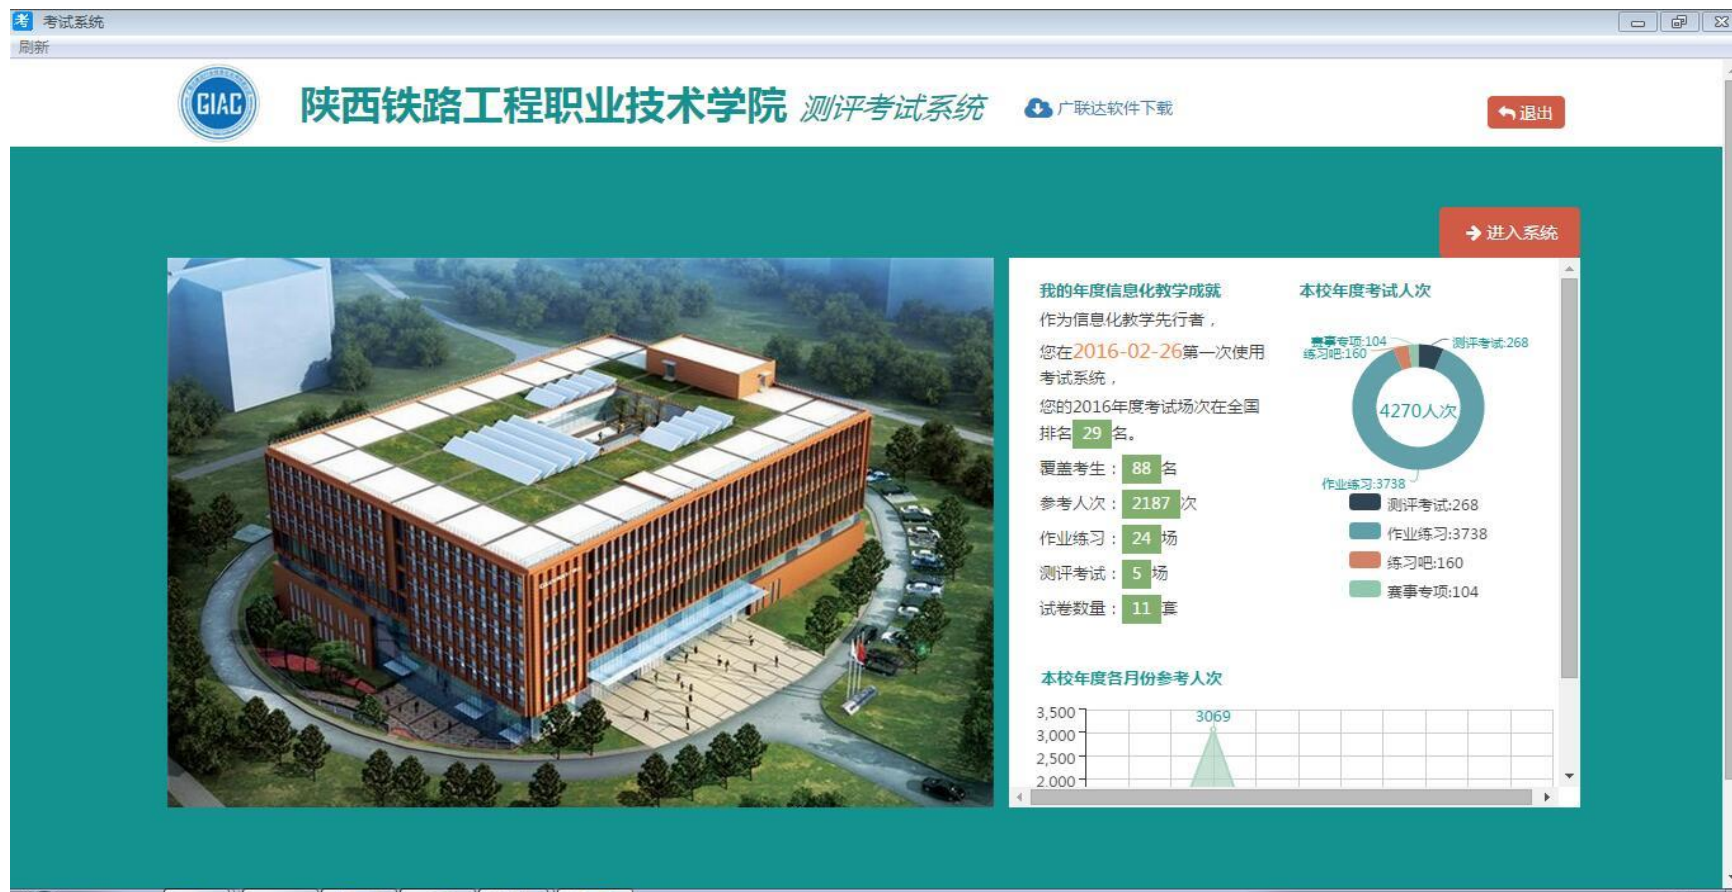 考 考试系统
刷新
GIAC
陕西铁路工程职业技术学院 测评考试系统 广联达软件下载 退出
进入系统
我的年度信息化教学成就
作为信息化教学先行者，
您在2016-02-26第一次使用
考试系统，
您的2016年度考试场次在全国
排名 29 名。
覆盖考生： 88 名
参考人次： 2187 次
作业练习： 24 场
测评考试： 5 场
试卷数量： 11 套
本校年度考试人次
赛事专项:104
测评考试:268
练习吧:160
4270人次
作业练习:3738
测评考试:268
作业练习:3738
练习吧:160
赛事专项:104
本校年度各月份参考人次
3,500
3069
3,000
2,500
2,000